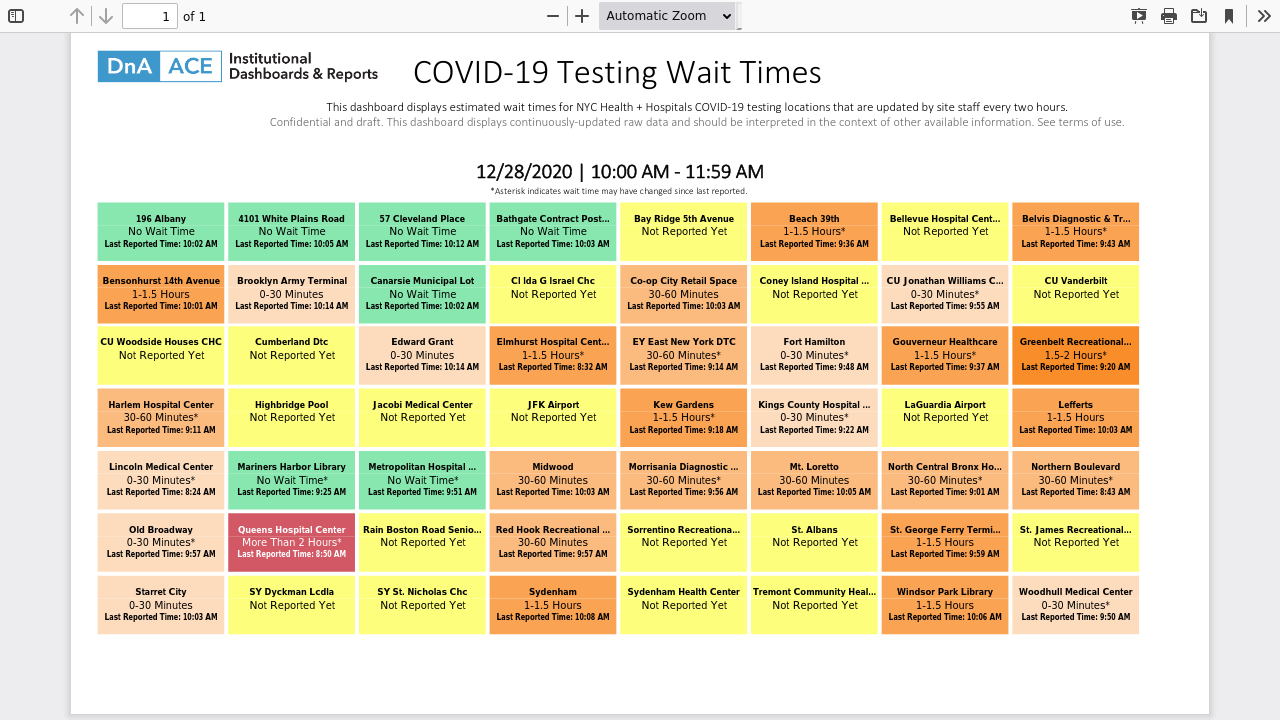 1
of 1
Automatic Zoom
DnA ACE Institutional
Dashboards & Reports
COVID-19 Testing Wait Times
This dashboard displays estimated wait times for NYC Health + Hospitals COVID-19 testing locations that are updated by site staff every two hours.
Confidential and draft. This dashboard displays continuously-updated raw data and should be interpreted in the context of other available information. See terms of use.
12/28/2020 | 10:00 AM - 11:59 AM
*Asterisk indicates wait time may have changed since last reported.
196 Albany
No Wait Time
Last Reported Time: 10:02 AM
4101 White Plains Road
No Wait Time
Last Reported Time: 10:05 AM
57 Cleveland Place
No Wait Time
Last Reported Time: 10:12 AM
Bathgate Contract Post...
No Wait Time
Last Reported Time: 10:03 AM
Bay Ridge 5th Avenue
Not Reported Yet
Beach 39th
1-1.5 Hours*
Last Reported Time: 9:36 AM
Bellevue Hospital Cent...
Not Reported Yet
Belvis Diagnostic & Tr...
1-1.5 Hours*
Last Reported Time: 9:43 AM
Bensonhurst 14th Avenue
1-1.5 Hours
Last Reported Time: 10:01 AM
Brooklyn Army Terminal
0-30 Minutes
Last Reported Time: 10:14 AM
Canarsie Municipal Lot
No Wait Time
Last Reported Time: 10:02 AM
CI Ida G Israel Chc
Not Reported Yet
Co-op City Retail Space
30-60 Minutes
Last Reported Time: 10:03 AM
Coney Island Hospital ...
Not Reported Yet
CU Jonathan Williams C...
0-30 Minutes*
Last Reported Time: 9:55 AM
CU Vanderbilt
Not Reported Yet
CU Woodside Houses CHC
Not Reported Yet
Cumberland Dtc
Not Reported Yet
Edward Grant
0-30 Minutes
Last Reported Time: 10:14 AM
Elmhurst Hospital Cent...
1-1.5 Hours*
Last Reported Time: 8:32 AM
EY East New York DTC
30-60 Minutes*
Last Reported Time: 9:14 AM
Fort Hamilton
0-30 Minutes*
Last Reported Time: 9:48 AM
Gouverneur Healthcare
1-1.5 Hours*
Last Reported Time: 9:37 AM
Greenbelt Recreational...
1.5-2 Hours*
Last Reported Time: 9:20 AM
Harlem Hospital Center
30-60 Minutes*
Last Reported Time: 9:11 AM
Highbridge Pool
Not Reported Yet
Jacobi Medical Center
Not Reported Yet
JFK Airport
Not Reported Yet
Kew Gardens
1-1.5 Hours*
Last Reported Time: 9:18 AM
Kings County Hospital ...
0-30 Minutes*
Last Reported Time: 9:22 AM
LaGuardia Airport
Not Reported Yet
Lefferts
1-1.5 Hours
Last Reported Time: 10:03 AM
Lincoln Medical Center
0-30 Minutes*
Last Reported Time: 8:24 AM
Mariners Harbor Library
No Wait Time*
Last Reported Time: 9:25 AM
Metropolitan Hospital ...
No Wait Time*
Last Reported Time: 9:51 AM
Midwood
30-60 Minutes
Last Reported Time: 10:03 AM
Morrisania Diagnostic ...
30-60 Minutes*
Last Reported Time: 9:56 AM
Mt. Loretto
30-60 Minutes
Last Reported Time: 10:05 AM
North Central Bronx Ho...
30-60 Minutes*
Last Reported Time: 9:01 AM
Northern Boulevard
30-60 Minutes*
Last Reported Time: 8:43 AM
Old Broadway
0-30 Minutes*
Last Reported Time: 9:57 AM
Queens Hospital Center
More Than 2 Hours*
Last Reported Time: 8:50 AM
Rain Boston Road Senio...
Not Reported Yet
Red Hook Recreational ...
30-60 Minutes
Last Reported Time: 9:57 AM
Sorrentino Recreationa...
Not Reported Yet
St. Albans
Not Reported Yet
St. George Ferry Termi...
1-1.5 Hours
Last Reported Time: 9:59 AM
St. James Recreational...
Not Reported Yet
Starret City
0-30 Minutes
Last Reported Time: 10:03 AM
SY Dyckman Lcdla
Not Reported Yet
SY St. Nicholas Chc
Not Reported Yet
Sydenham
1-1.5 Hours
Last Reported Time: 10:08 AM
Sydenham Health Center
Not Reported Yet
Tremont Community Heal...
Not Reported Yet
Windsor Park Library
1-1.5 Hours
Last Reported Time: 10:06 AM
Woodhull Medical Center
0-30 Minutes*
Last Reported Time: 9:50 AM